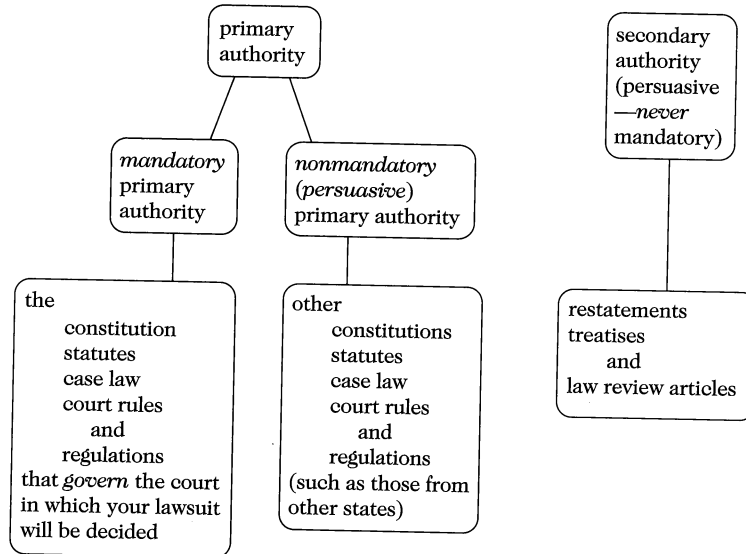 primary
authority
secondary
authority
(persuasive
—never
mandatory)
mandatory
primary
authority
nonmandatory
(persuasive)
primary authority
the
constitution
statutes
case law
court rules
and
regulations
that govern the court
in which your lawsuit
will be decided
other
constitutions
statutes
case law
court rules
and
regulations
(such as those from
other states)
restatements
treatises
and
law review articles